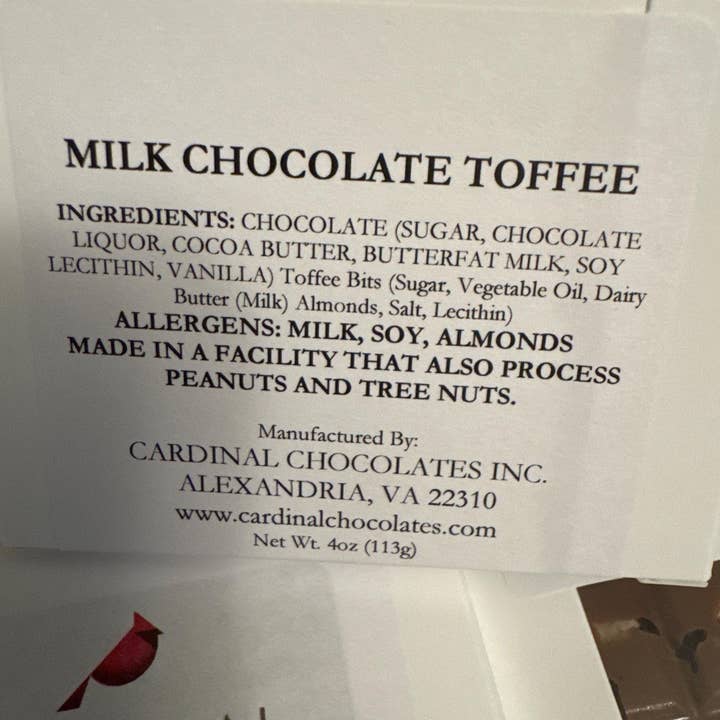 MILK CHOCOLATE TOFFEE
INGREDIENTS: CHOCOLATE (SUGAR, CHOCOLATE
LIQUOR, COCOA BUTTER, BUTTERFAT MILK, SOY
LECITHIN, VANILLA) Toffee Bits (Sugar, Vegetable Oil, Dairy
Butter (Milk) Almonds, Salt, Lecithin)
ALLERGENS: MILK, SOY, ALMONDS
MADE IN A FACILITY THAT ALSO PROCESS
PEANUTS AND TREE NUTS.
Manufactured By:
CARDINAL CHOCOLATES INC.
ALEXANDRIA, VA 22310
www.cardinalchocolates.com
Net Wt. 4oz (113g)